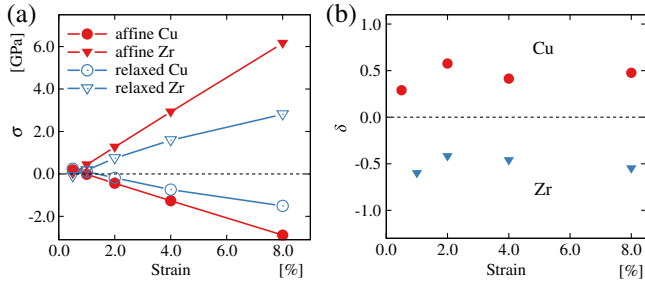 (a)
[GPa]
σ
6.0
4.0
2.0
0.0
-2.0
affine Cu
affine Zr
relaxed Cu
relaxed Zr
0.0 2.0 4.0 6.0 8.0
Strain [%]
(b)
δ
1.0
0.5
0.0
-0.5
-1.0
Cu
Zr
0.0 2.0 4.0 6.0 8.0
Strain [%]